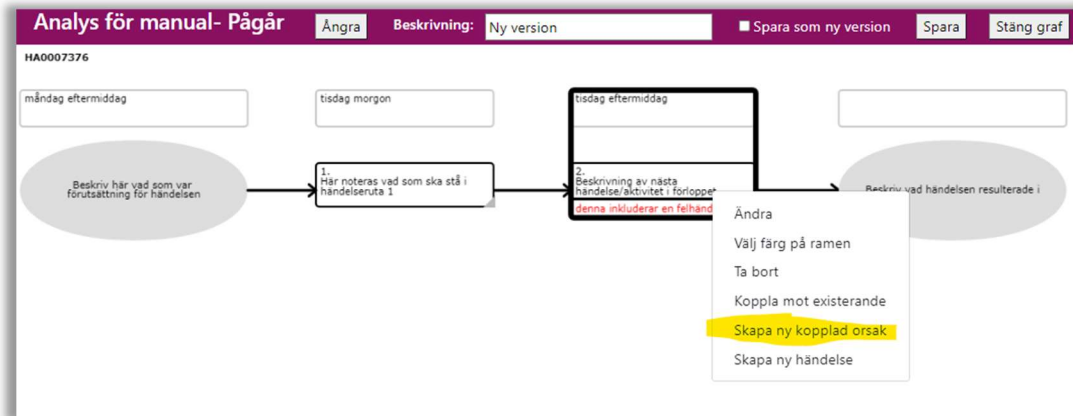 Analys för manual- Pågår
Ångra
Beskrivning:
Ny version
Spara som ny version
Spara
Stäng graf
HA0007376
måndag eftermiddag
tisdag morgon
tisdag eftermiddag
Beskriv här vad som var
förutsättning för händelsen
1.
Här noteras vad som ska stå i
händelseruta 1
2.
Beskrivning av nästa
händelse/aktivitet i förloppet
denna inkluderar en felhänd
Beskriv vad händelsen resulterade i
Ändra
Välj färg på ramen
Ta bort
Koppla mot existerande
Skapa ny kopplad orsak
Skapa ny händelse